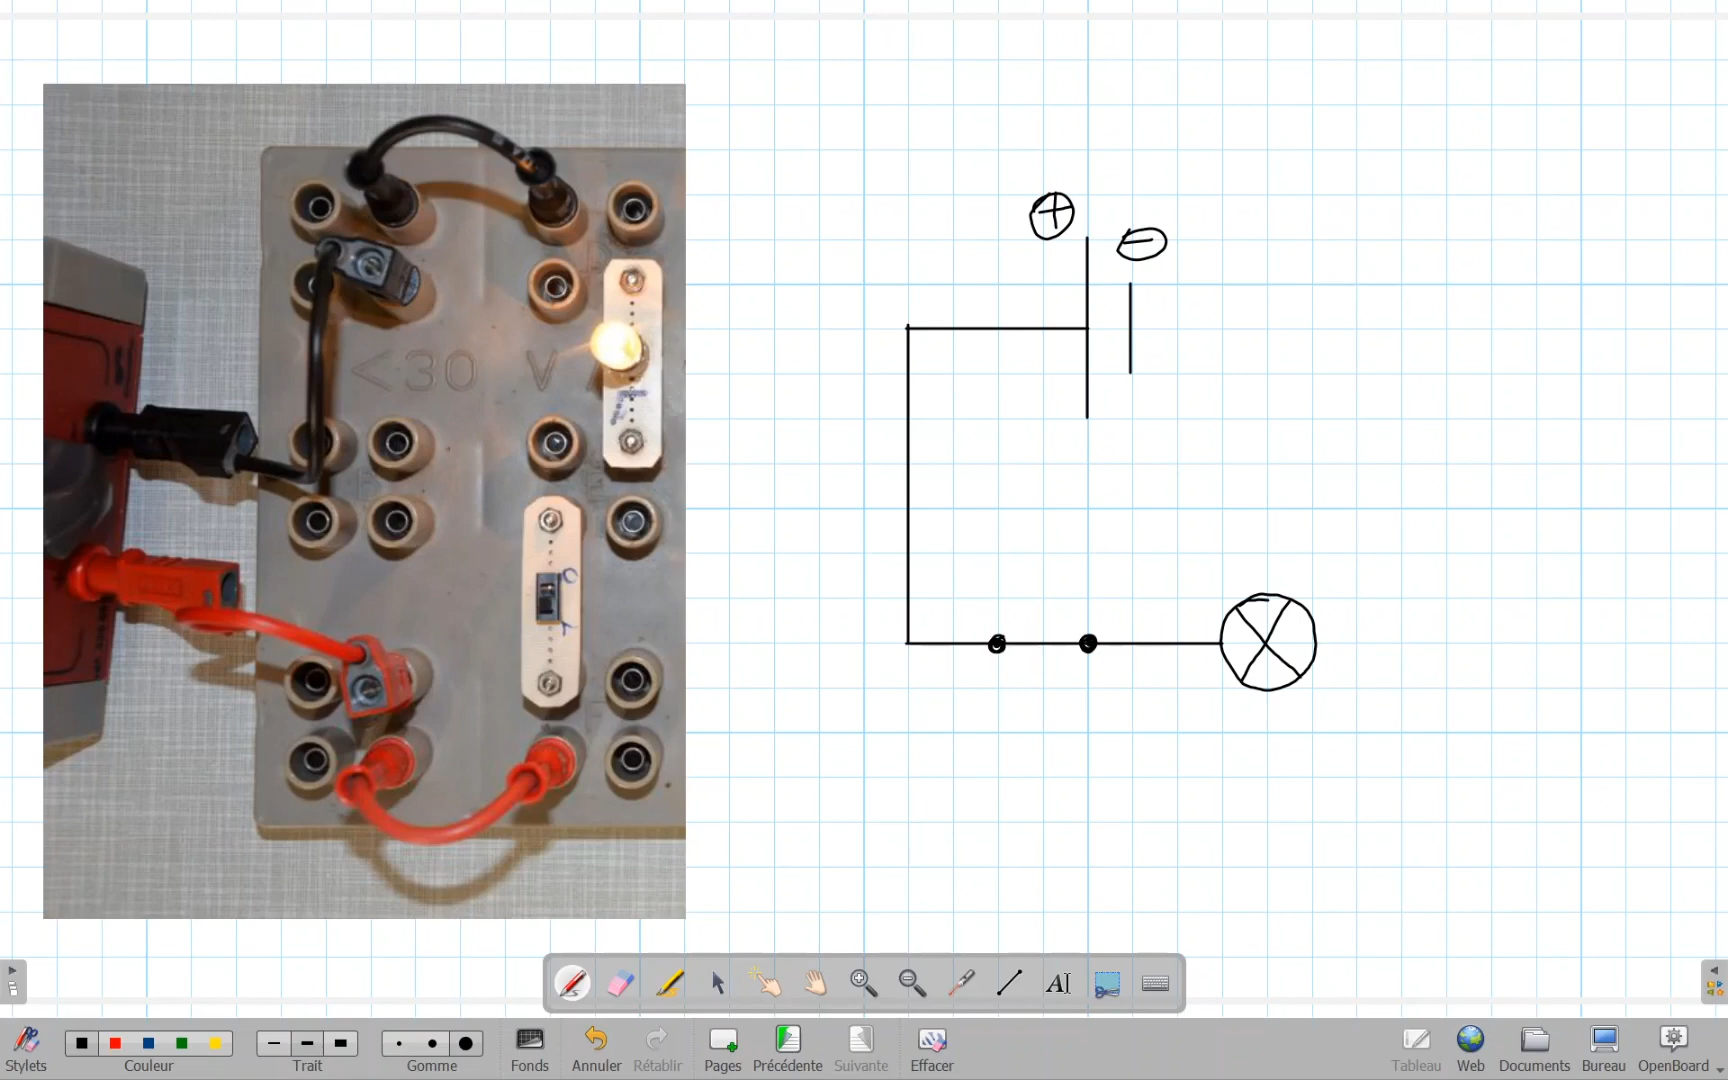 <30 V
+
−
Stylets
Couleur
Trait
Gomme
Fonds
Annuler
Rétablir
Pages
Précédente
Suivante
Effacer
Tableau
Web
Documents
Bureau
OpenBoard